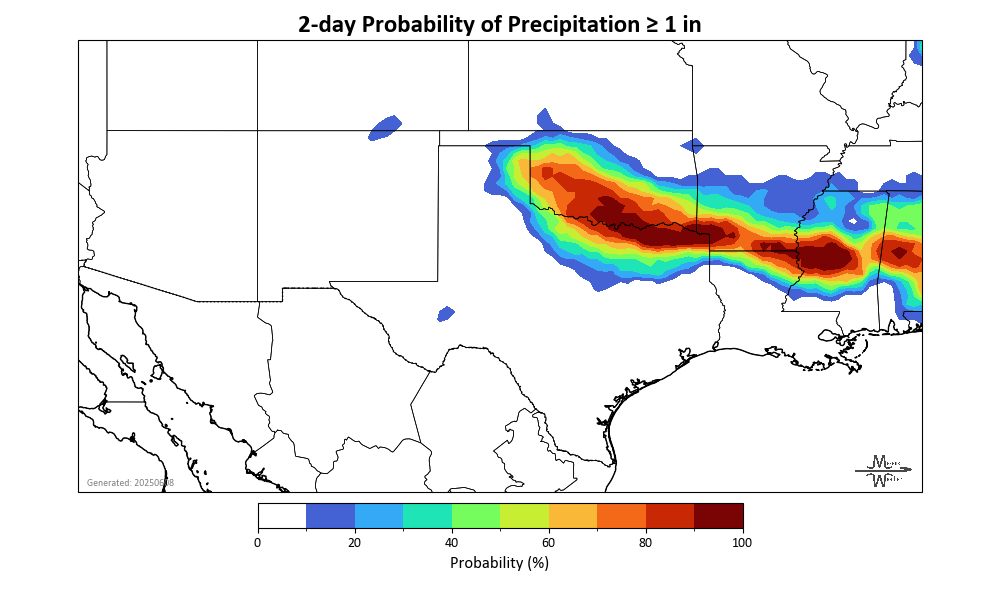 2-day Probability of Precipitation ≥ 1 in
Generated: 20250608
0 20 40 60 80 100
Probability (%)